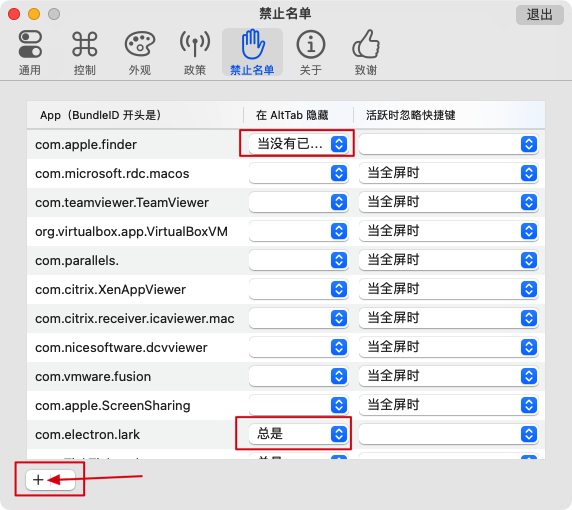 禁止名单
退出
通用 控制 外观 政策 禁止名单 关于 致谢
App（BundleID 开头是） 在 AltTab 隐藏 活跃时忽略快捷键
com.apple.finder 当没有已...
com.microsoft.rdc.macos 当全屏时
com.teamviewer.TeamViewer 当全屏时
org.virtualbox.app.VirtualBoxVM 当全屏时
com.parallels. 当全屏时
com.citrix.XenAppViewer 当全屏时
com.citrix.receiver.icaviewer.mac 当全屏时
com.nicesoftware.dcvviewer 当全屏时
com.vmware.fusion 当全屏时
com.apple.ScreenSharing 当全屏时
com.electron.lark 总是
+